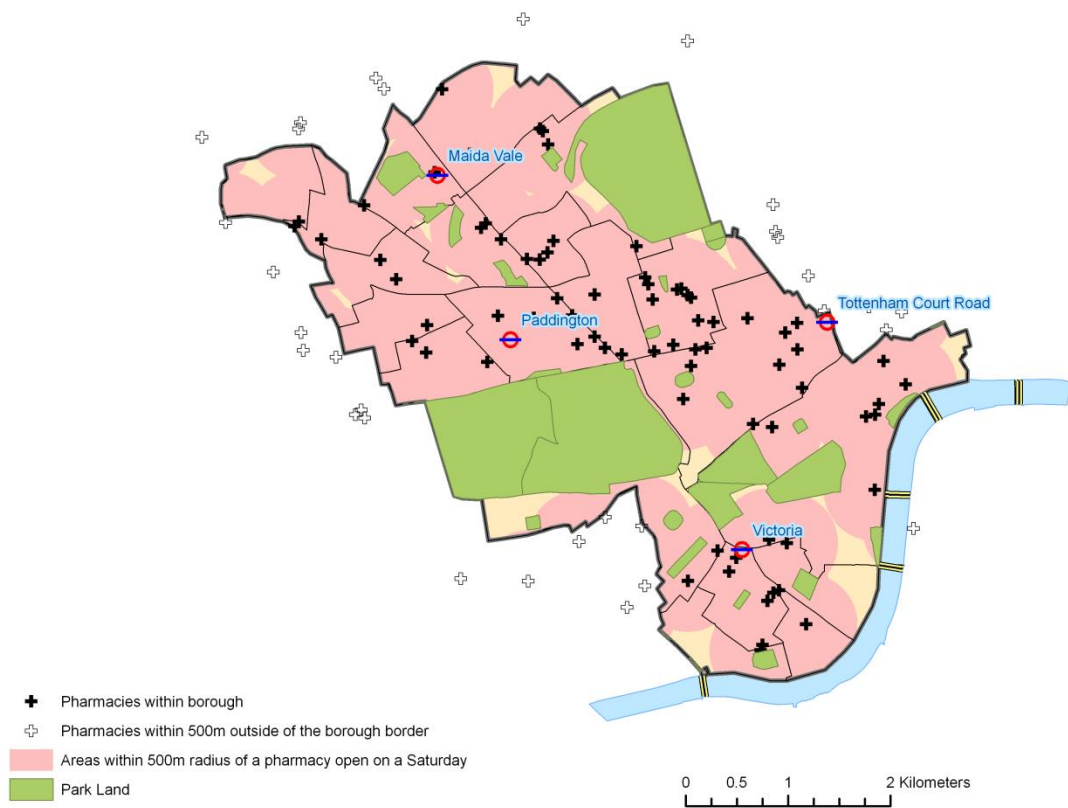 Maida Vale
Tottenham Court Road
Paddington
Victoria
Pharmacies within borough
Pharmacies within 500m outside of the borough border
Areas within 500m radius of a pharmacy open on a Saturday
Park Land
0 0.5 1 2 Kilometers